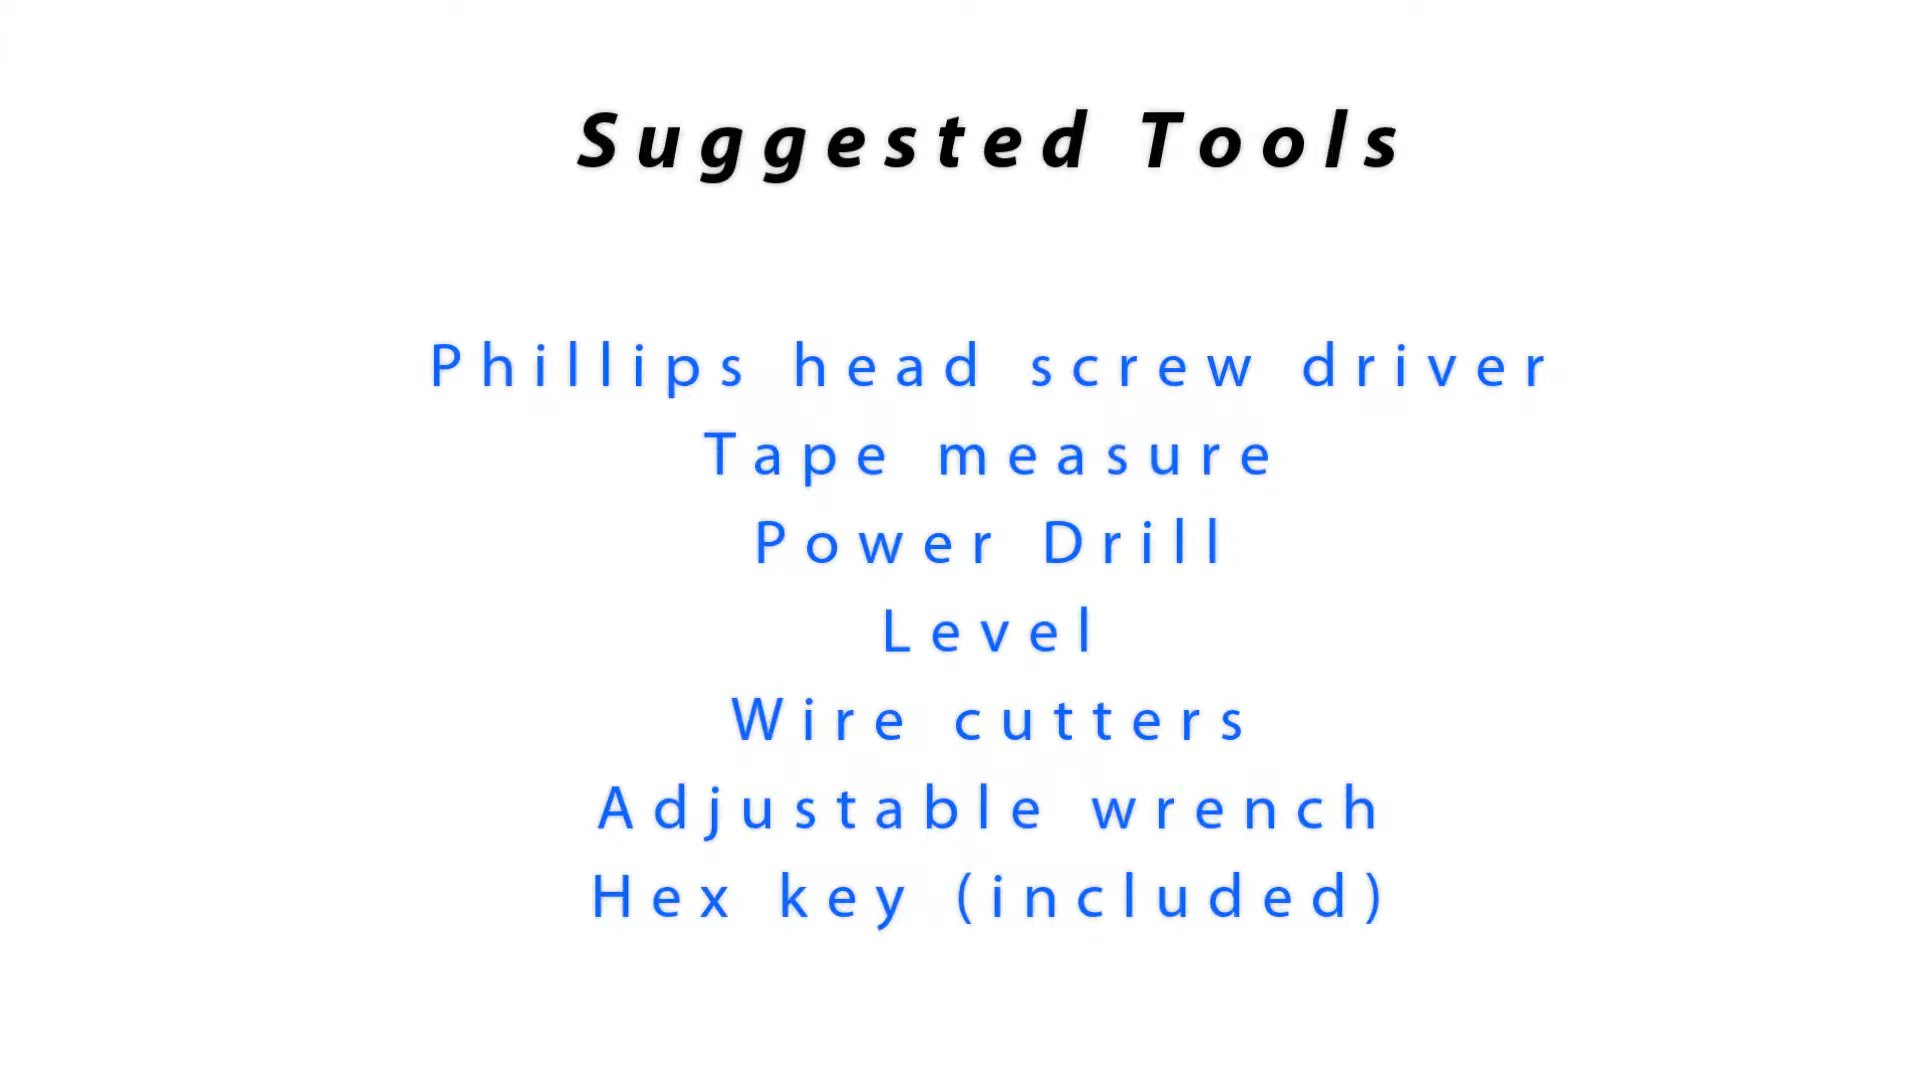 Suggested Tools
Phillips head screw driver
Tape measure
Power Drill
Level
Wire cutters
Adjustable wrench
Hex key (included)